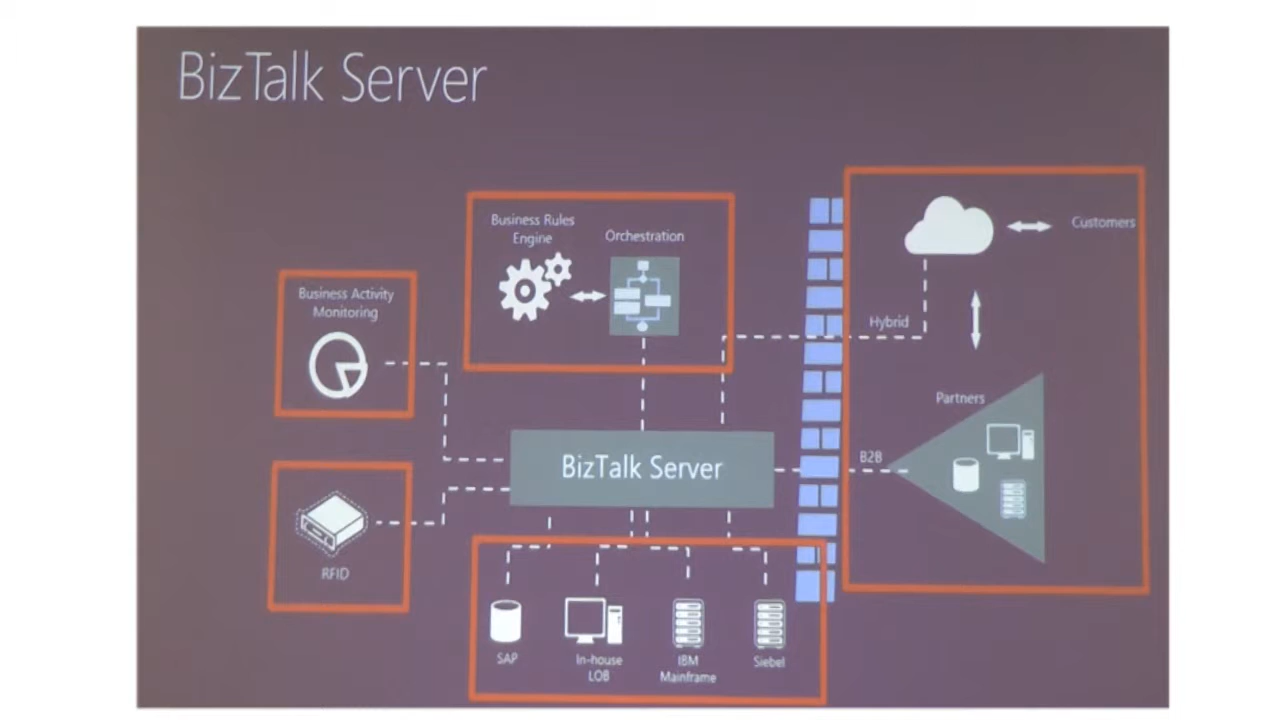 BizTalk Server
Business Rules
Engine
Orchestration
Customers
Business Activity
Monitoring
Hybrid
Partners
BizTalk Server
B2B
RFID
SAP
In-house
LOB
IBM
Mainframe
Siebel